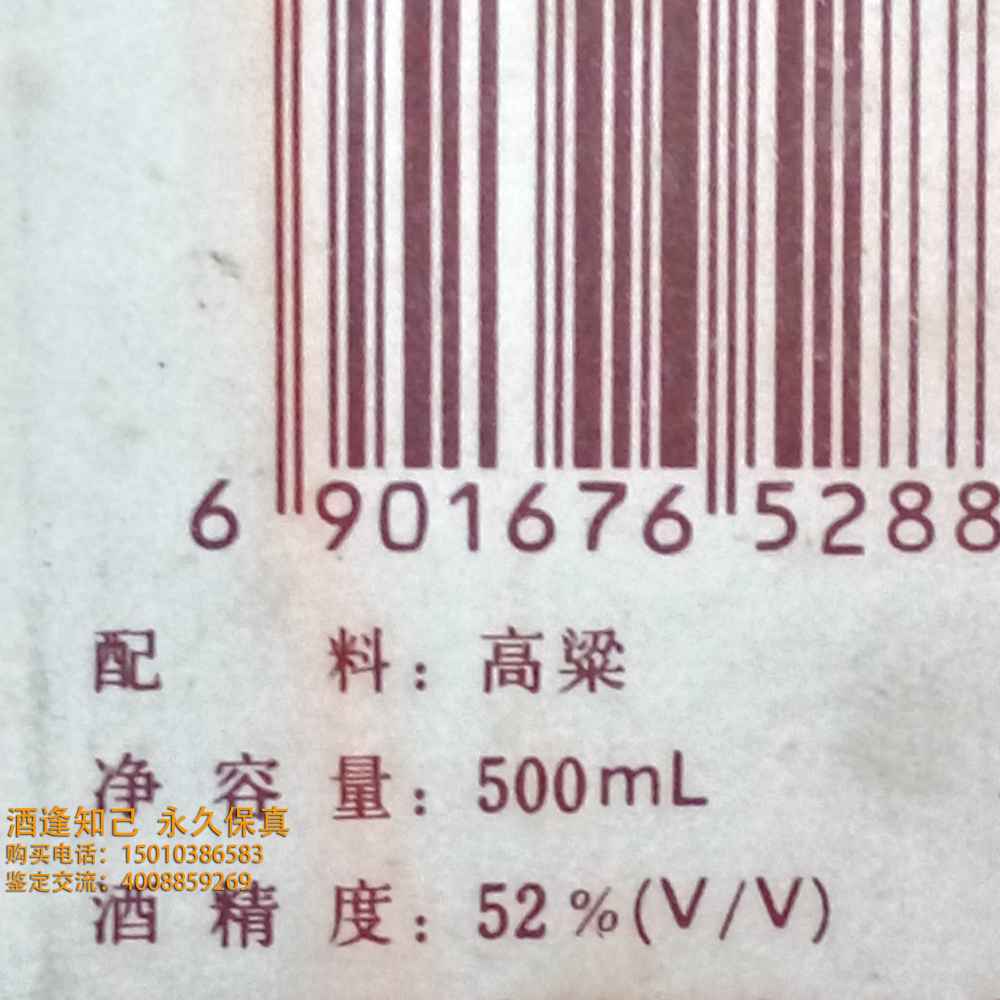 6 901676 5288
配料：高粱
净容量：500mL
酒逢知己 永久保真
购买电话：15010386583
鉴定交流：4008859269
酒精度：52%(V/V)